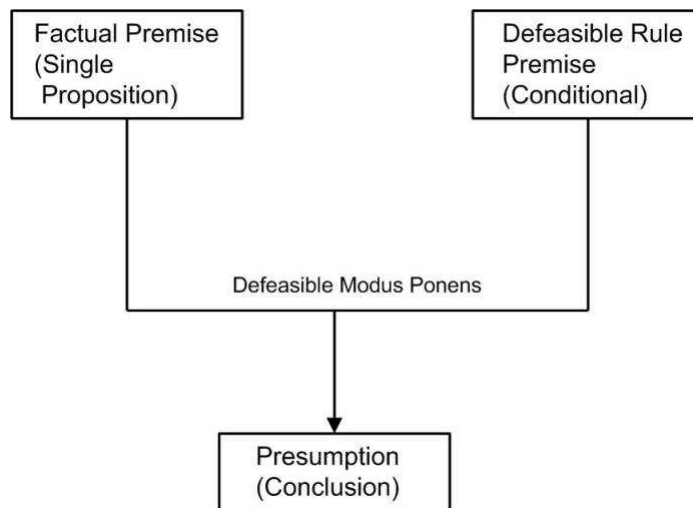 Factual Premise
(Single
Proposition)
Defeasible Rule
Premise
(Conditional)
Defeasible Modus Ponens
Presumption
(Conclusion)